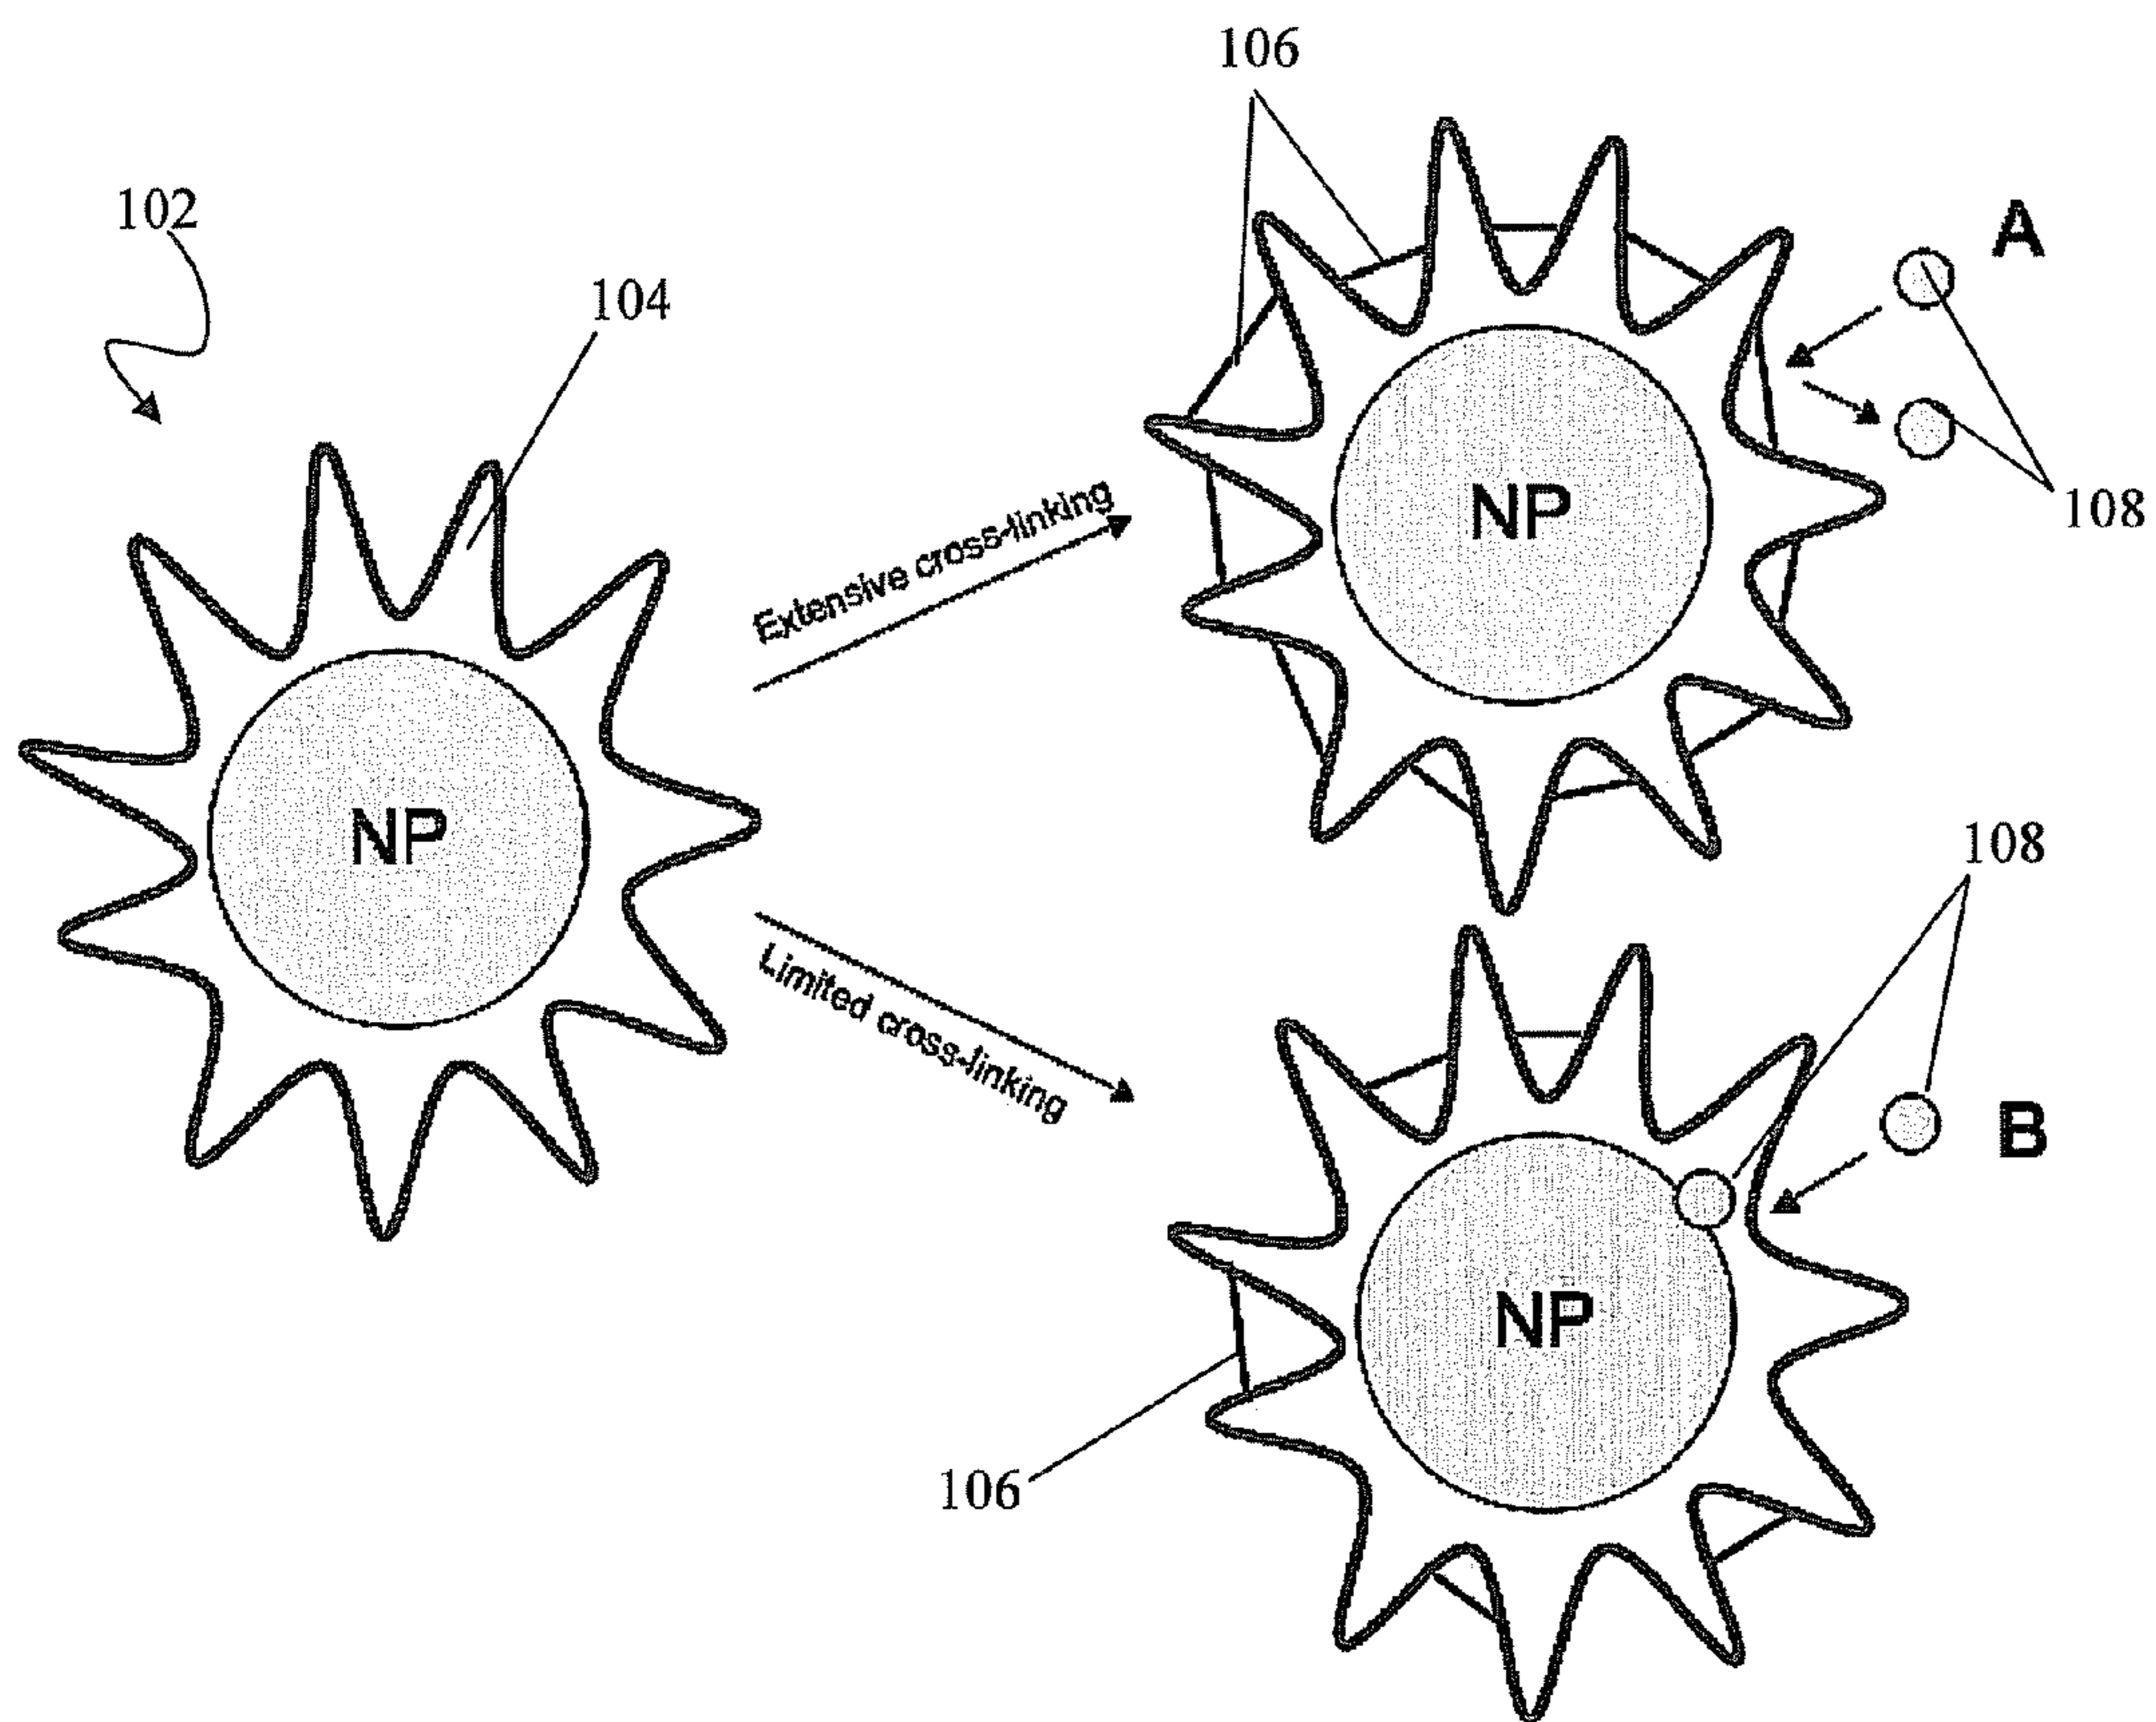 106
102
A
104
Extensive cross-linking
NP
108
NP
108
Limited cross-linking
B
NP
106